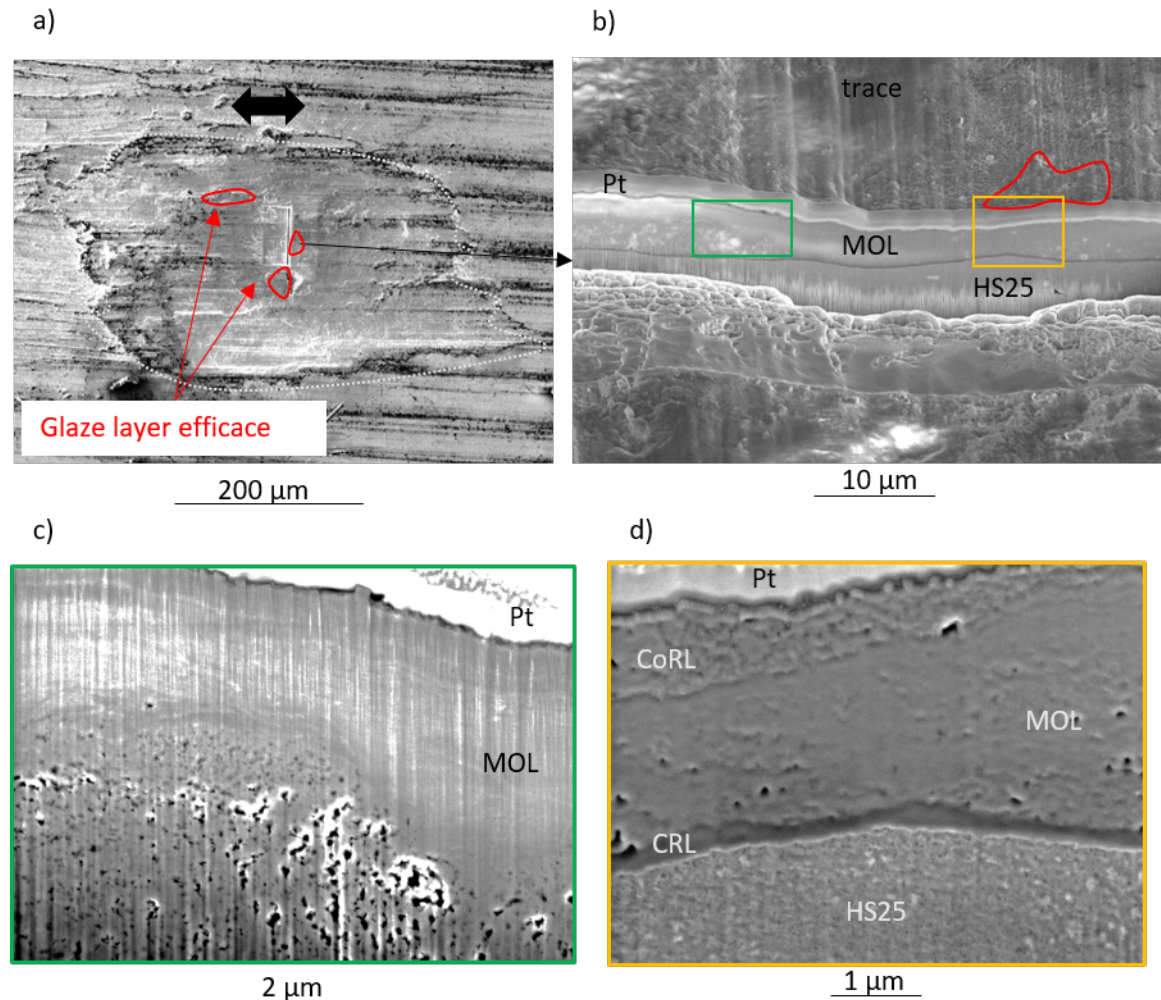 a)
Glaze layer efficace
200 µm
b)
trace
Pt
MOL
HS25
10 µm
c)
Pt
MOL
2 µm
d)
Pt
CoRL
MOL
CRL
HS25
1 µm